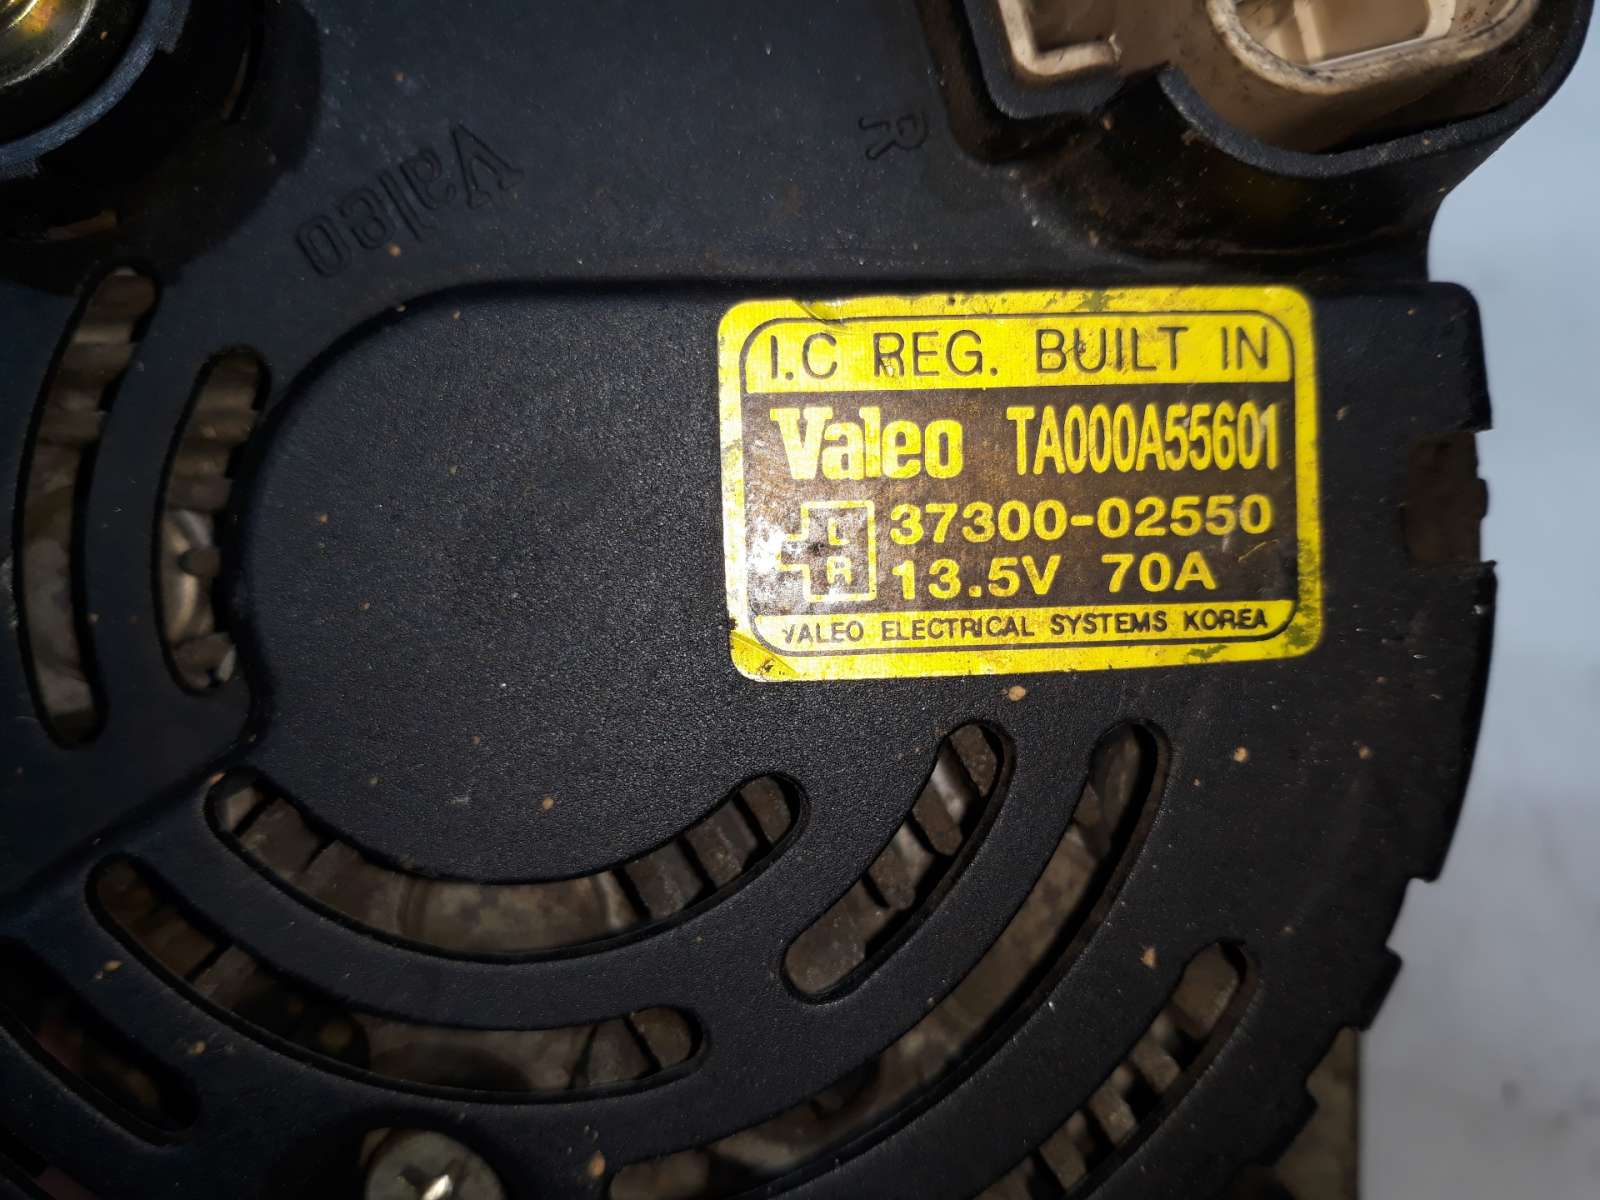 Valeo
R
I.C REG. BUILT IN
Valeo TA000A55601
37300-02550
R 13.5V 70A
VALEO ELECTRICAL SYSTEMS KOREA